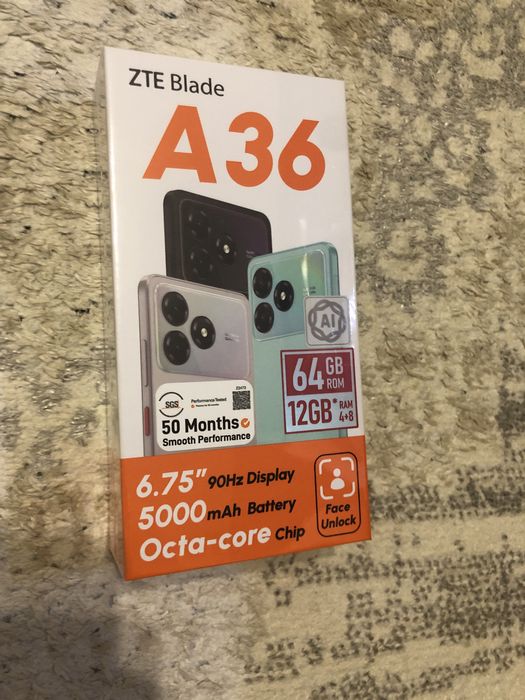 ZTE Blade
A36
AI
64 GB
ROM
12GB* RAM
4+8
SGS
Performance Tested
50 Months
Smooth Performance
6.75" 90Hz Display
5000mAh Battery
Octa-core Chip
Face
Unlock